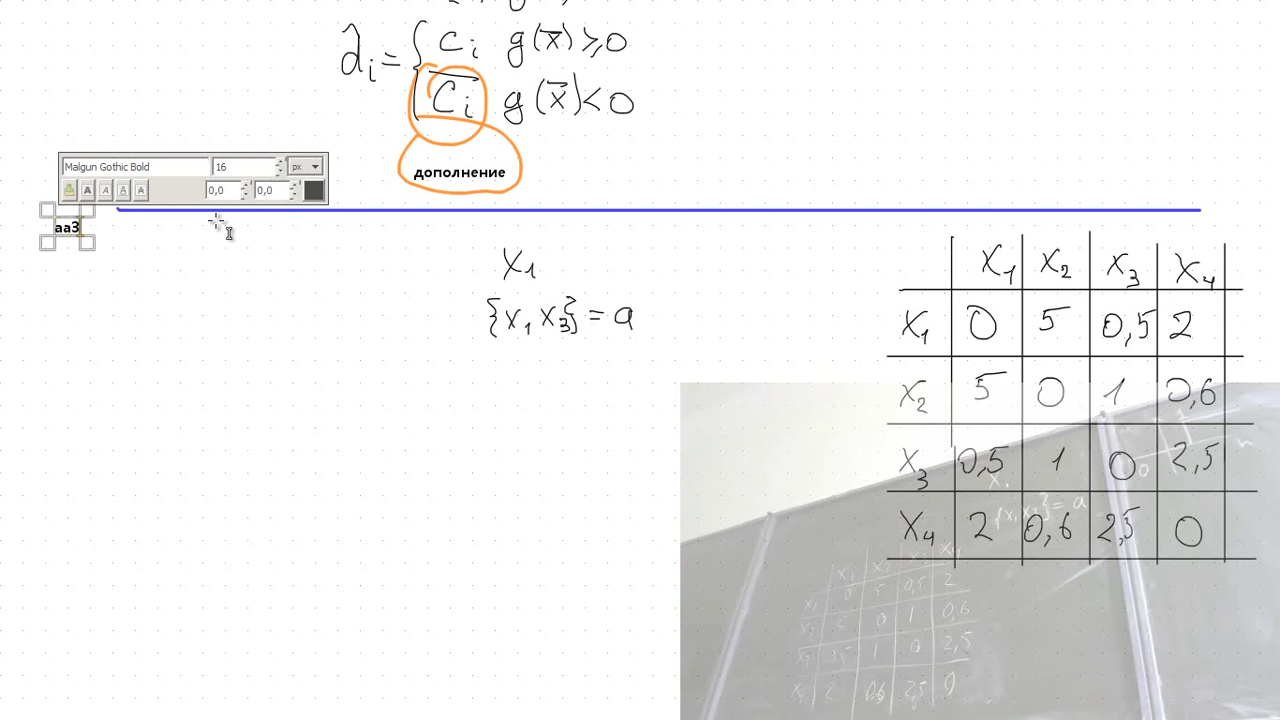 λ̂i = { Ci g(x̄) ≥ 0
C̄i g(x̄) < 0
дополнение
Malgun Gothic Bold 16 px
0,0 0,0
аа3
X1
{X1 X3} = a
X1 X2 X3 X4
X1 0 5 0,5 2
X2 5 0 1 0,6
X3 0,5 1 0 2,5
X4 2 0,6 2,5 0